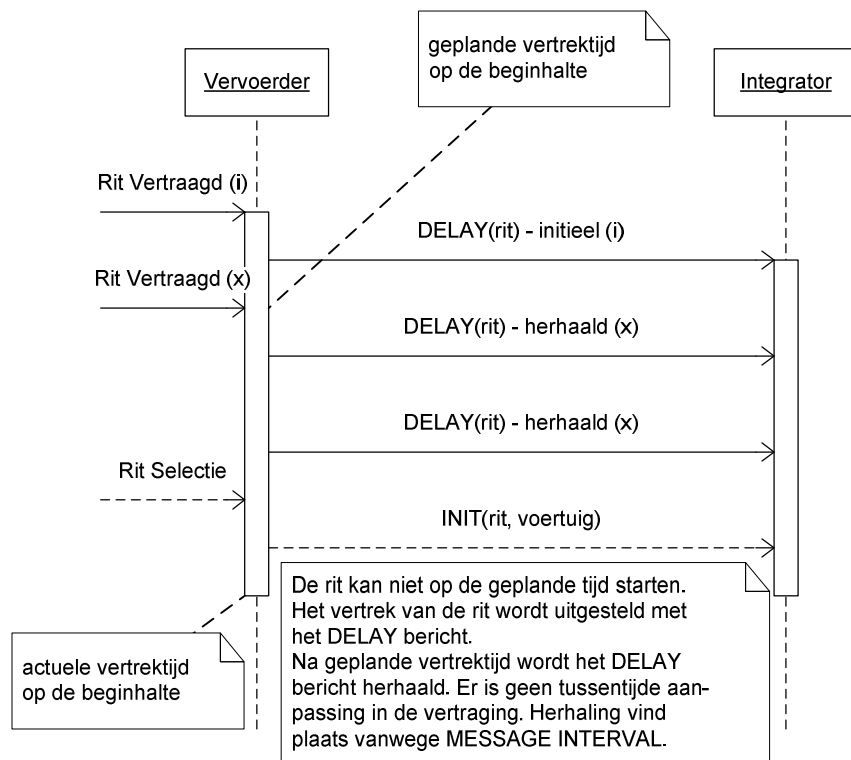 geplande vertrektijd
op de beginhalte
Vervoerder
Integrator
Rit Vertraagd (i)
DELAY(rit) - initieel (i)
Rit Vertraagd (x)
DELAY(rit) - herhaald (x)
DELAY(rit) - herhaald (x)
Rit Selectie
INIT(rit, voertuig)
De rit kan niet op de geplande tijd starten.
Het vertrek van de rit wordt uitgesteld met
het DELAY bericht.
Na geplande vertrektijd wordt het DELAY
bericht herhaald. Er is geen tussentijde aan-
passing in de vertraging. Herhaling vind
plaats vanwege MESSAGE INTERVAL.
actuele vertrektijd
op de beginhalte